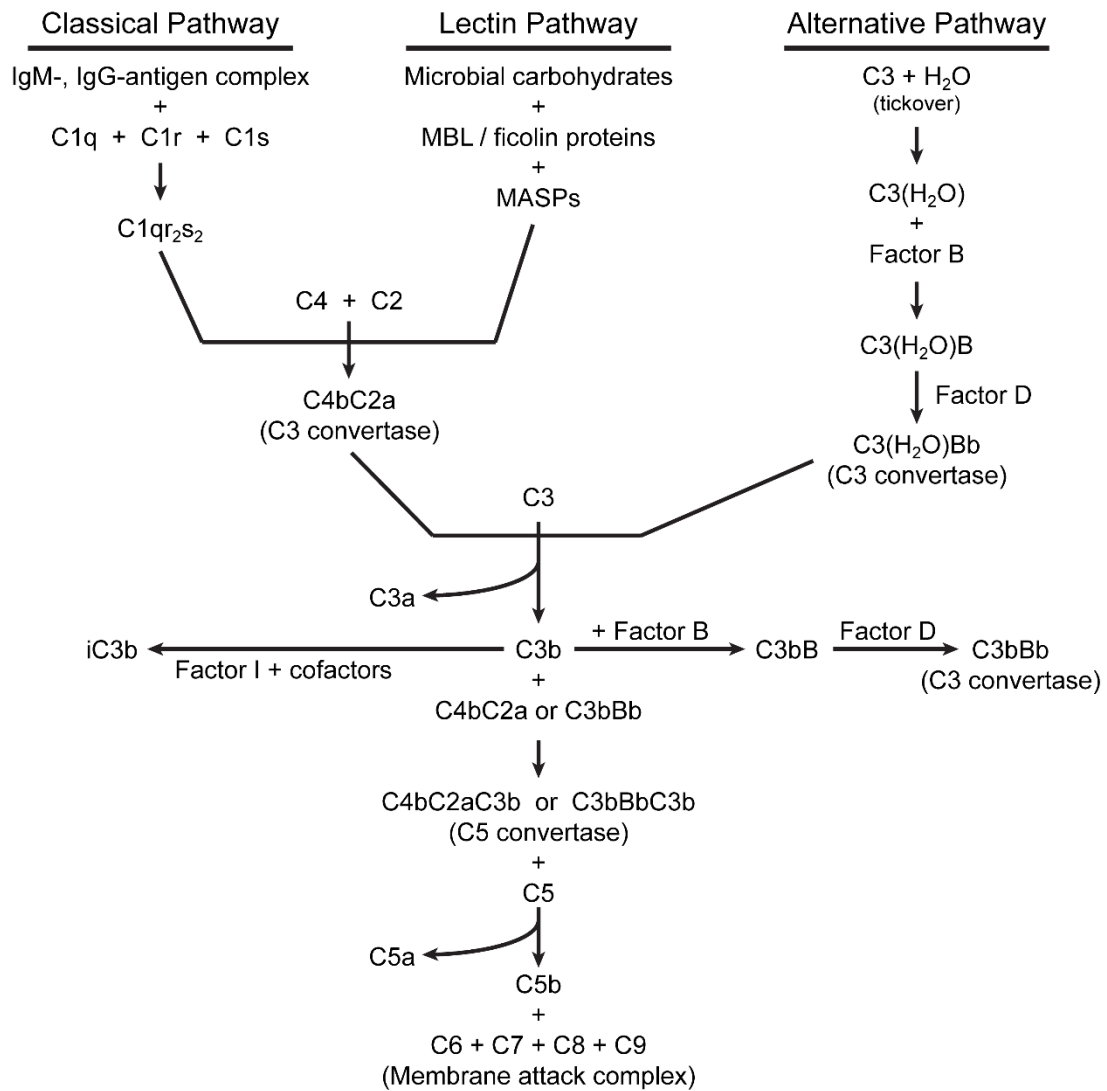 Classical Pathway
IgM-, IgG-antigen complex
+
C1q + C1r + C1s
C1qr₂s₂
Lectin Pathway
Microbial carbohydrates
+
MBL / ficolin proteins
+
MASPs
Alternative Pathway
C3 + H₂O
(tickover)
C3(H₂O)
+
Factor B
C3(H₂O)B
Factor D
C3(H₂O)Bb
(C3 convertase)
C4 + C2
C4bC2a
(C3 convertase)
C3
C3a
iC3b
Factor I + cofactors
C3b
+ Factor B
C3bB
Factor D
C3bBb
(C3 convertase)
+
C4bC2a or C3bBb
C4bC2aC3b or C3bBbC3b
(C5 convertase)
+
C5
C5a
C5b
+
C6 + C7 + C8 + C9
(Membrane attack complex)